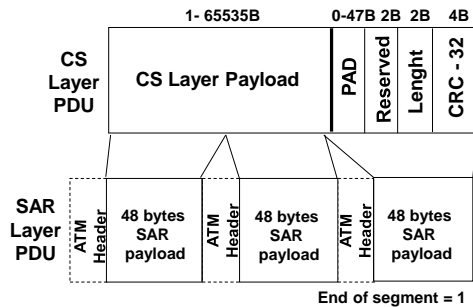 1- 65535B 0-47B 2B 2B 4B
CS
Layer
PDU
CS Layer Payload
PAD
Reserved
Lenght
CRC - 32
SAR
Layer
PDU
ATM
Header
48 bytes
SAR
payload
ATM
Header
48 bytes
SAR
payload
ATM
Header
48 bytes
SAR
payload
End of segment = 1